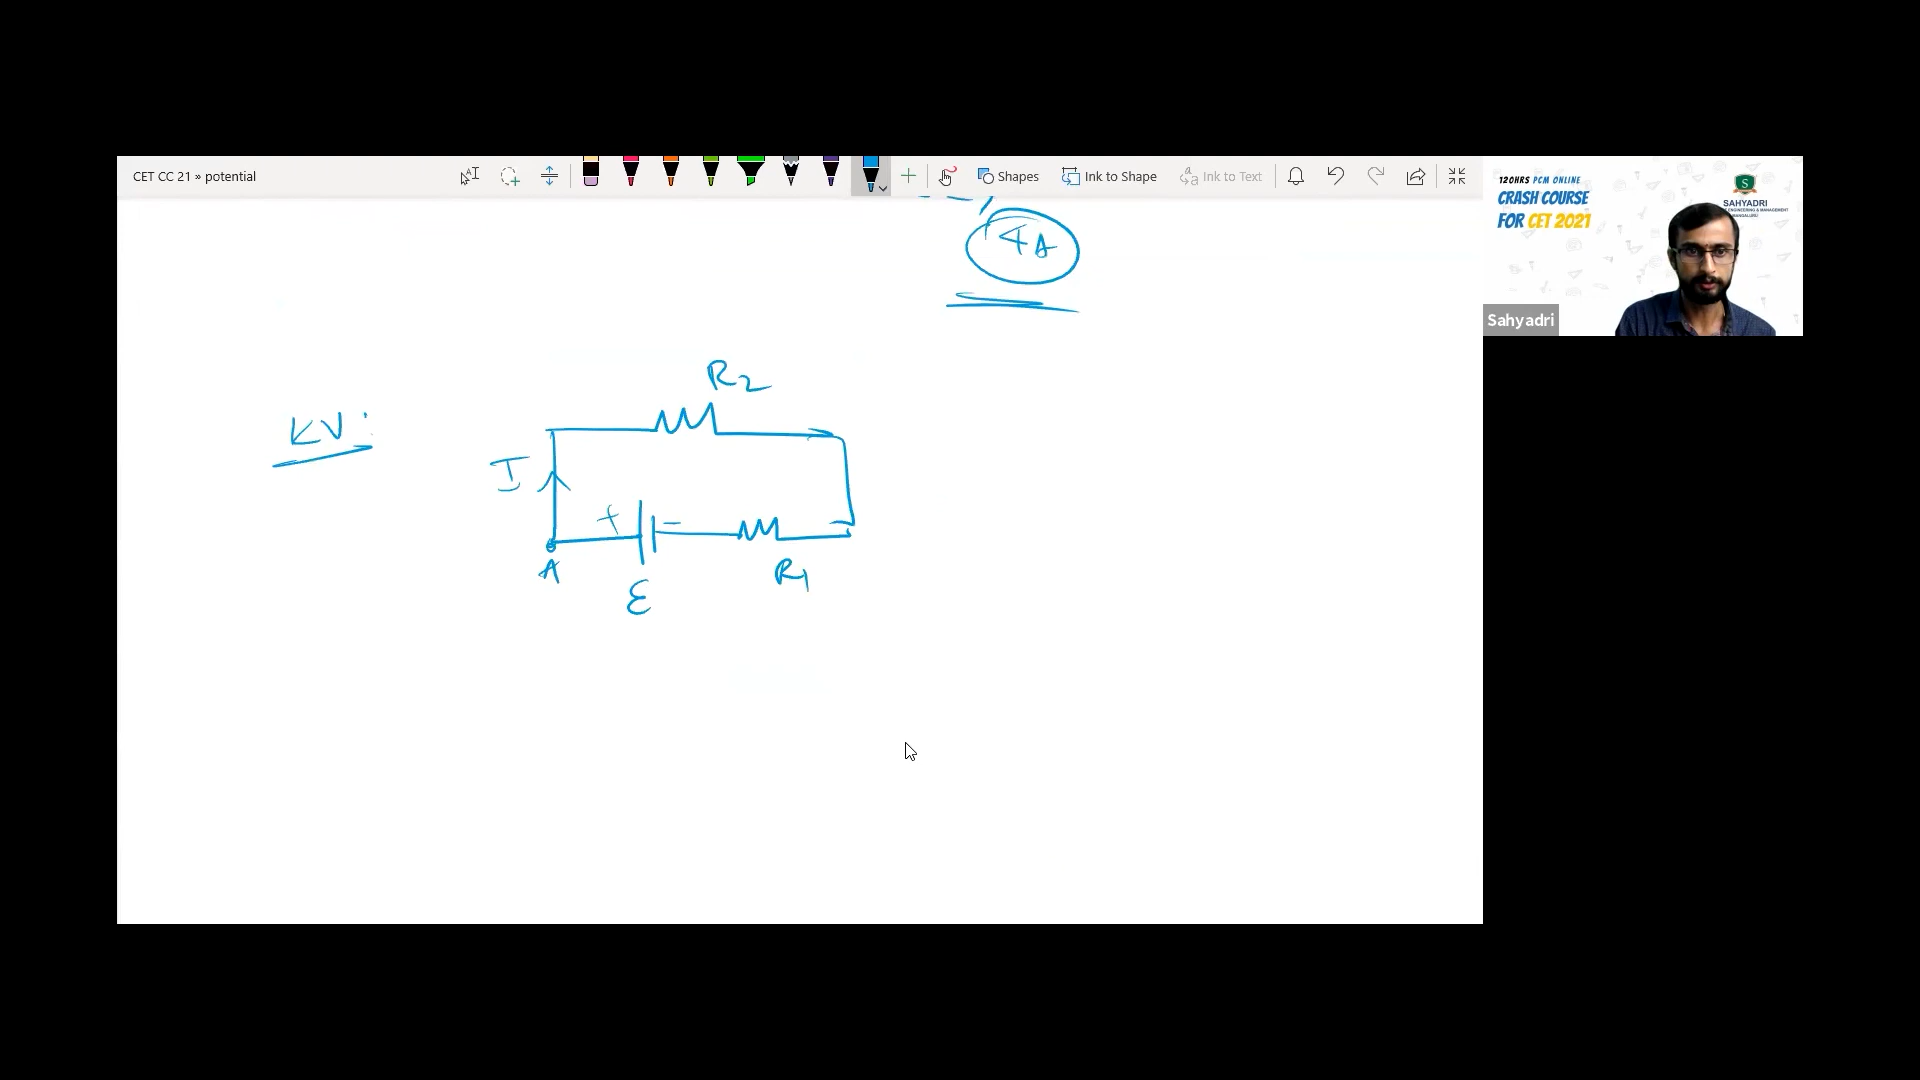 CET CC 21 » potential
Shapes
Ink to Shape
Ink to Text
120HRS PCM ONLINE
CRASH COURSE
FOR CET 2021
S
SAHYADRI
Sahyadri
4A
KV:
R2
I
+
-
A
ε
R1